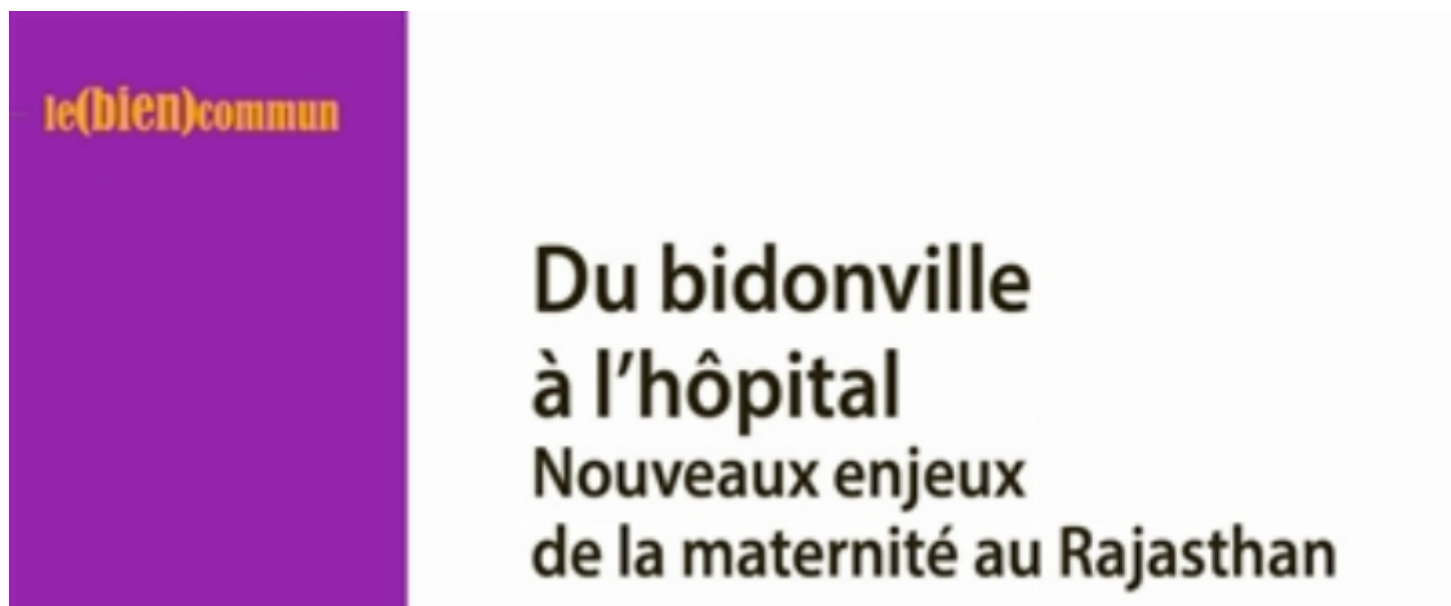 le(bien)commun
Du bidonville
à l’hôpital
Nouveaux enjeux
de la maternité au Rajasthan